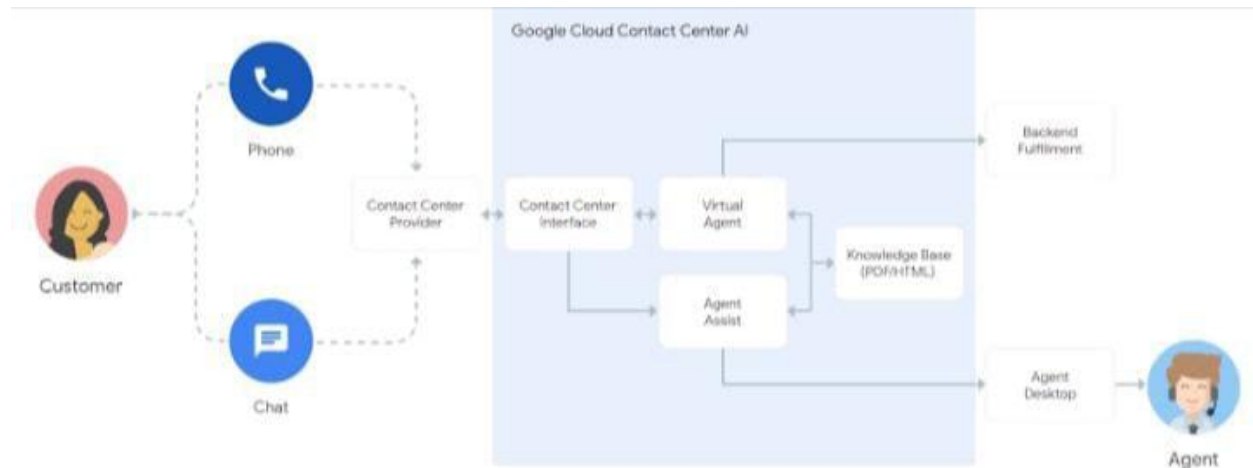 Google Cloud Contact Center AI
Phone
Customer
Chat
Contact Center
Provider
Contact Center
Interface
Virtual
Agent
Agent
Assist
Knowledge Base
(PDF/HTML)
Backend
Fulfillment
Agent
Desktop
Agent